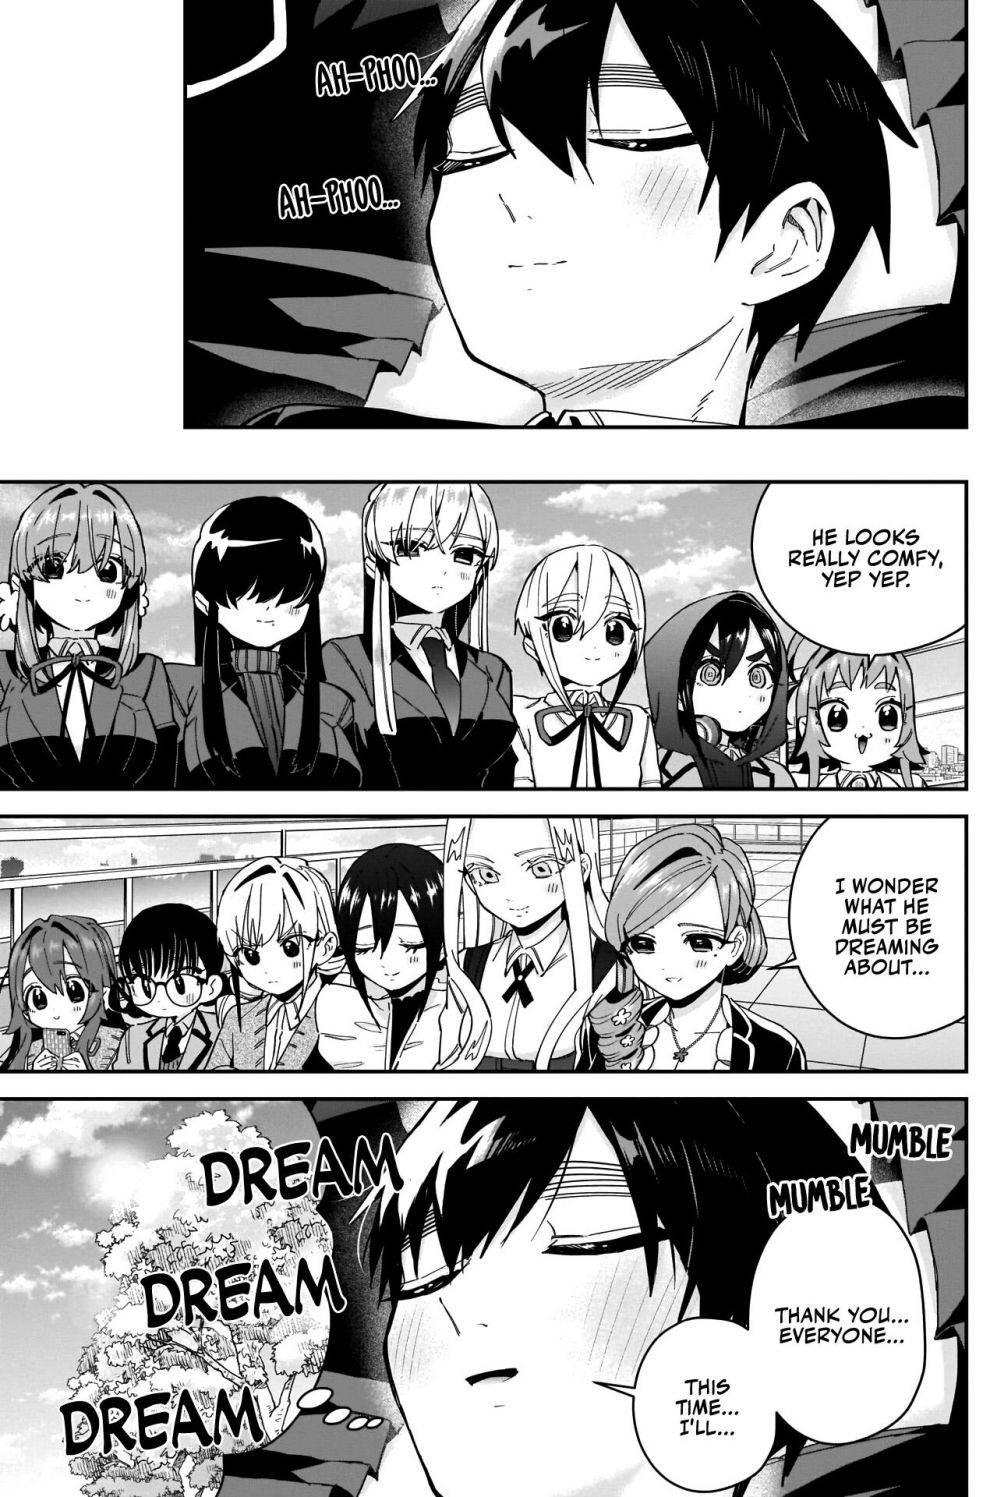 AH-PHOO...
AH-PHOO...
HE LOOKS
REALLY COMFY,
YEP YEP.
I WONDER
WHAT HE
MUST BE
DREAMING
ABOUT...
MUMBLE
MUMBLE
THANK YOU...
EVERYONE...
THIS
TIME...
I'LL...
DREAM
DREAM
DREAM